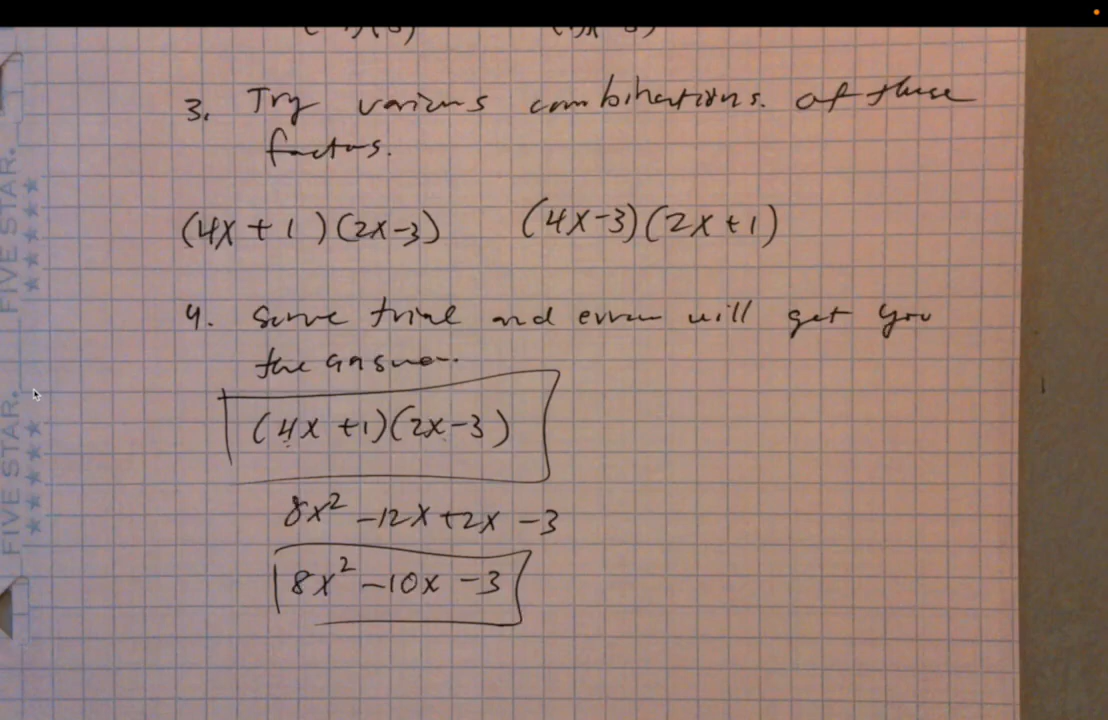 3. Try various combinations of these
factors.
(4x + 1)(2x-3) (4x-3)(2x+1)
4. Some trial and error will get you
the answer.
(4x +1)(2x-3)
8x² -12x +2x -3
8x² -10x -3
FIVE STAR.
FIVE STAR.